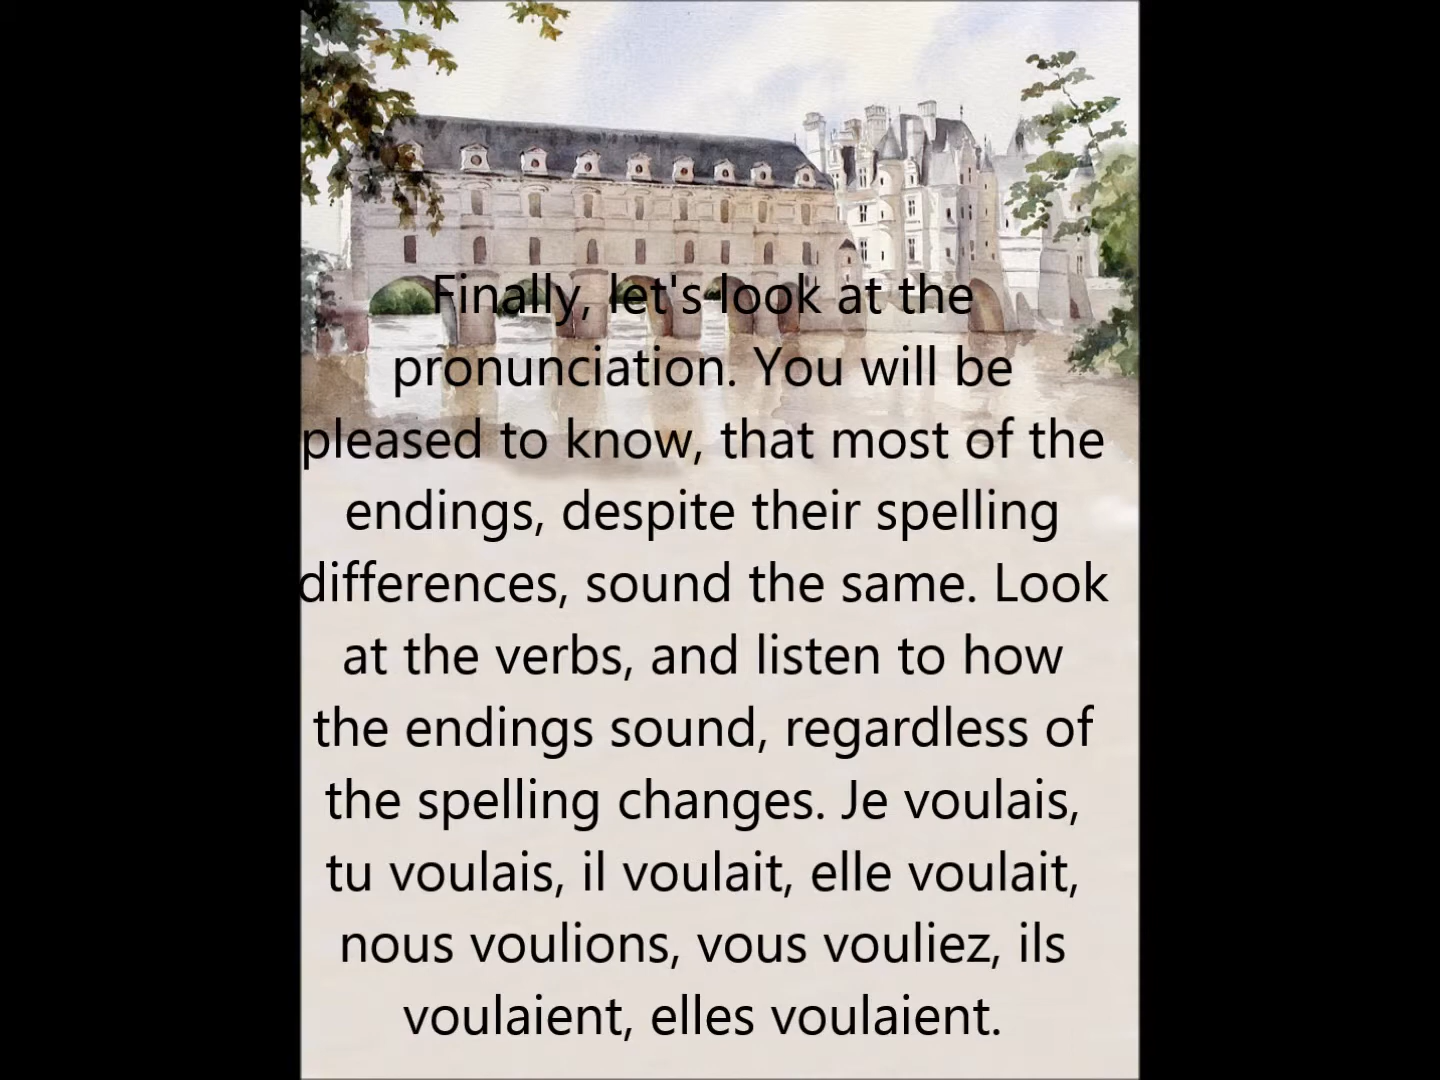 Finally, let's look at the
pronunciation. You will be
pleased to know, that most of the
endings, despite their spelling
differences, sound the same. Look
at the verbs, and listen to how
the endings sound, regardless of
the spelling changes. Je voulais,
tu voulais, il voulait, elle voulait,
nous voulions, vous vouliez, ils
voulaient, elles voulaient.